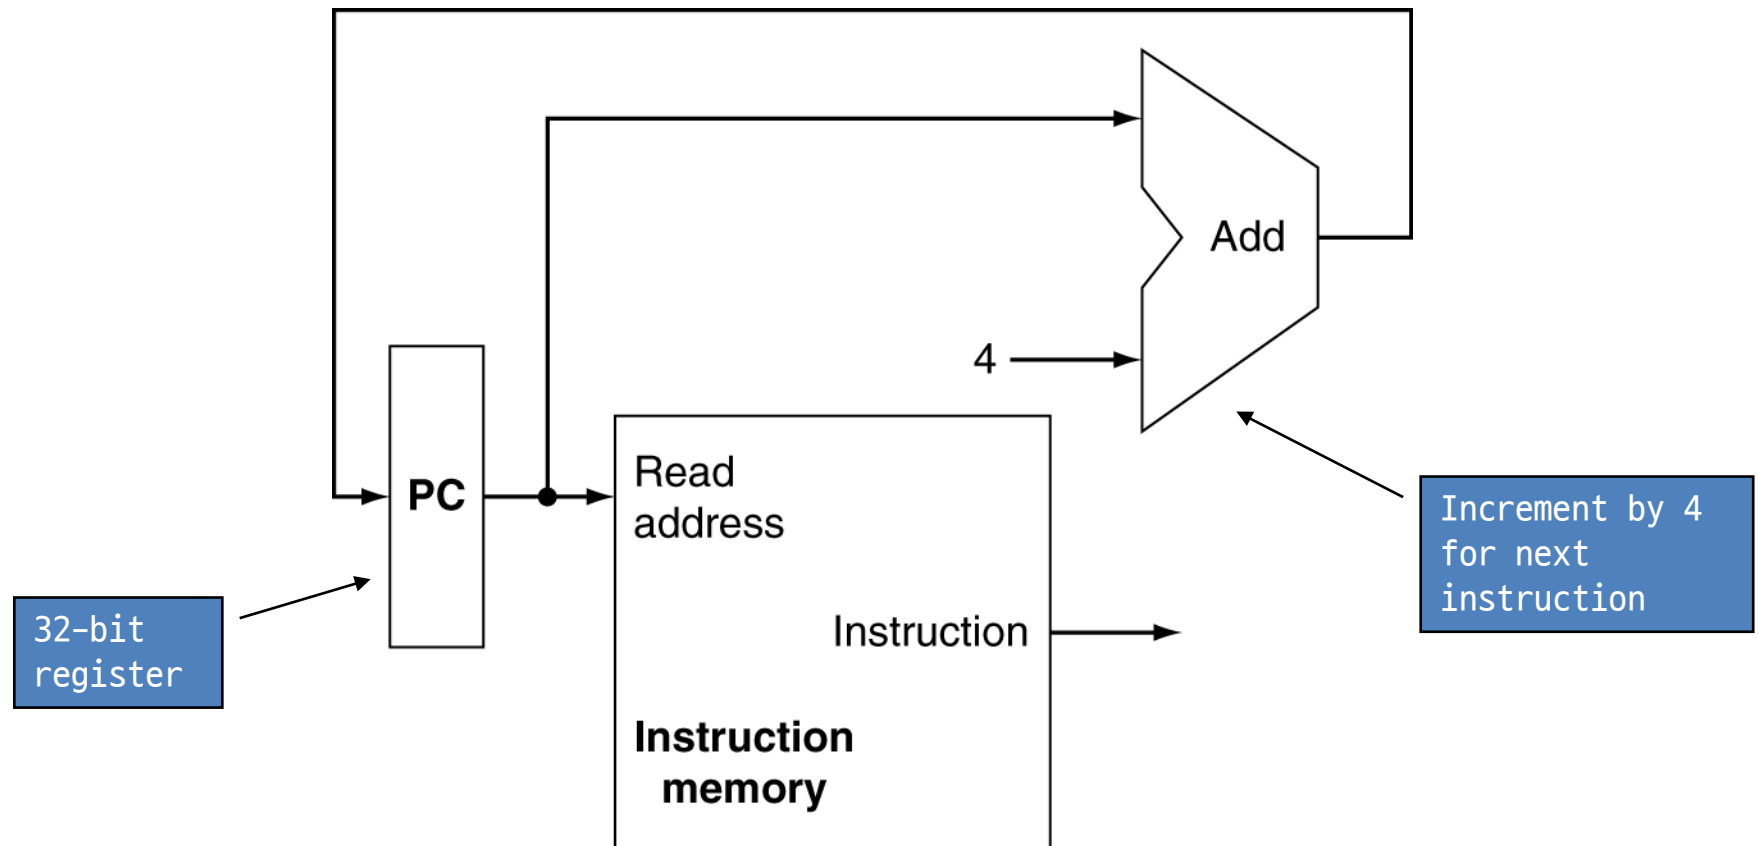 Add
4
PC
Read
address
Increment by 4
for next
instruction
32-bit
register
Instruction
Instruction
memory